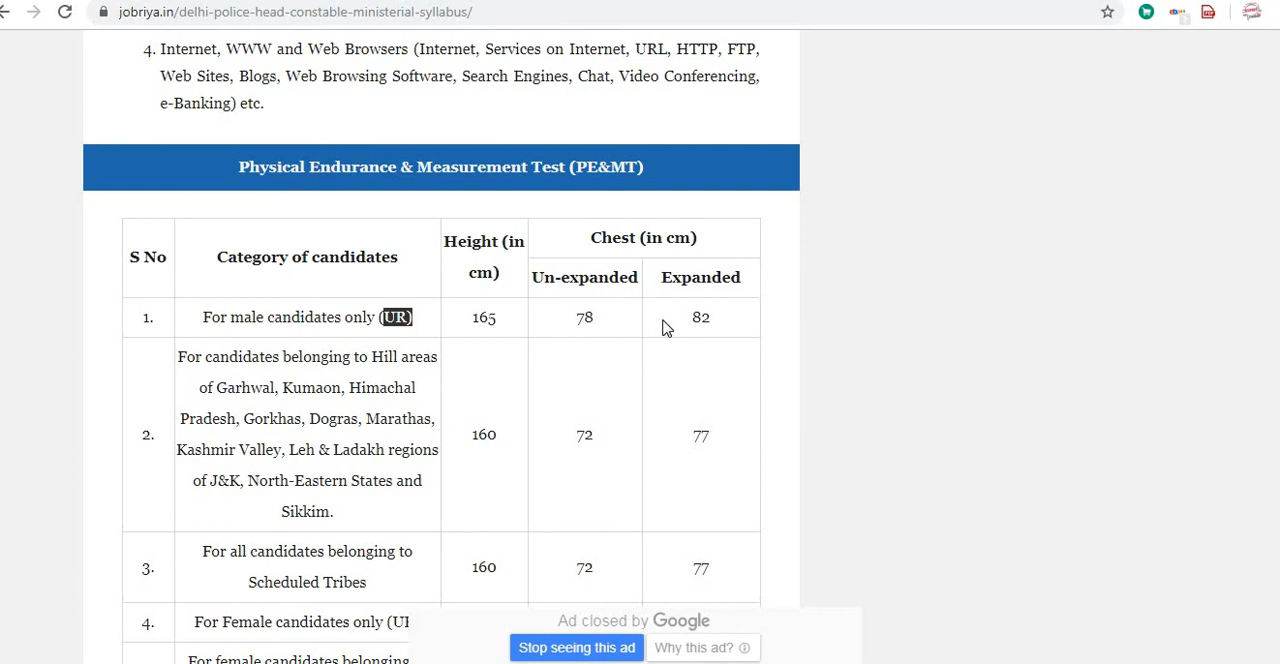 jobriya.in/delhi-police-head-constable-ministerial-syllabus/
4. Internet, WWW and Web Browsers (Internet, Services on Internet, URL, HTTP, FTP,
Web Sites, Blogs, Web Browsing Software, Search Engines, Chat, Video Conferencing,
e-Banking) etc.
Physical Endurance & Measurement Test (PE&MT)
S No
Category of candidates
Height (in
cm)
Chest (in cm)
Un-expanded
Expanded
1.
For male candidates only (UR)
165
78
82
2.
For candidates belonging to Hill areas
of Garhwal, Kumaon, Himachal
Pradesh, Gorkhas, Dogras, Marathas,
Kashmir Valley, Leh & Ladakh regions
of J&K, North-Eastern States and
Sikkim.
160
72
77
3.
For all candidates belonging to
Scheduled Tribes
160
72
77
4.
For Female candidates only
For female candidates belonging
Ad closed by Google
Stop seeing this ad
Why this ad?